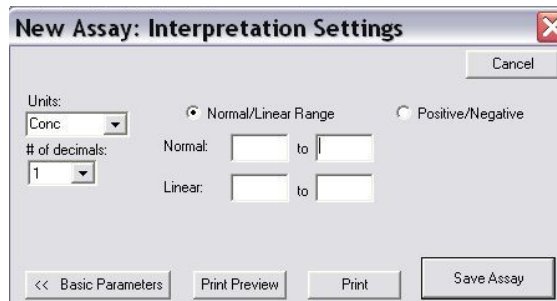 New Assay: Interpretation Settings
Cancel
Units:
Conc
# of decimals:
1
Normal/Linear Range
Positive/Negative
Normal:
to
Linear:
to
<< Basic Parameters
Print Preview
Print
Save Assay